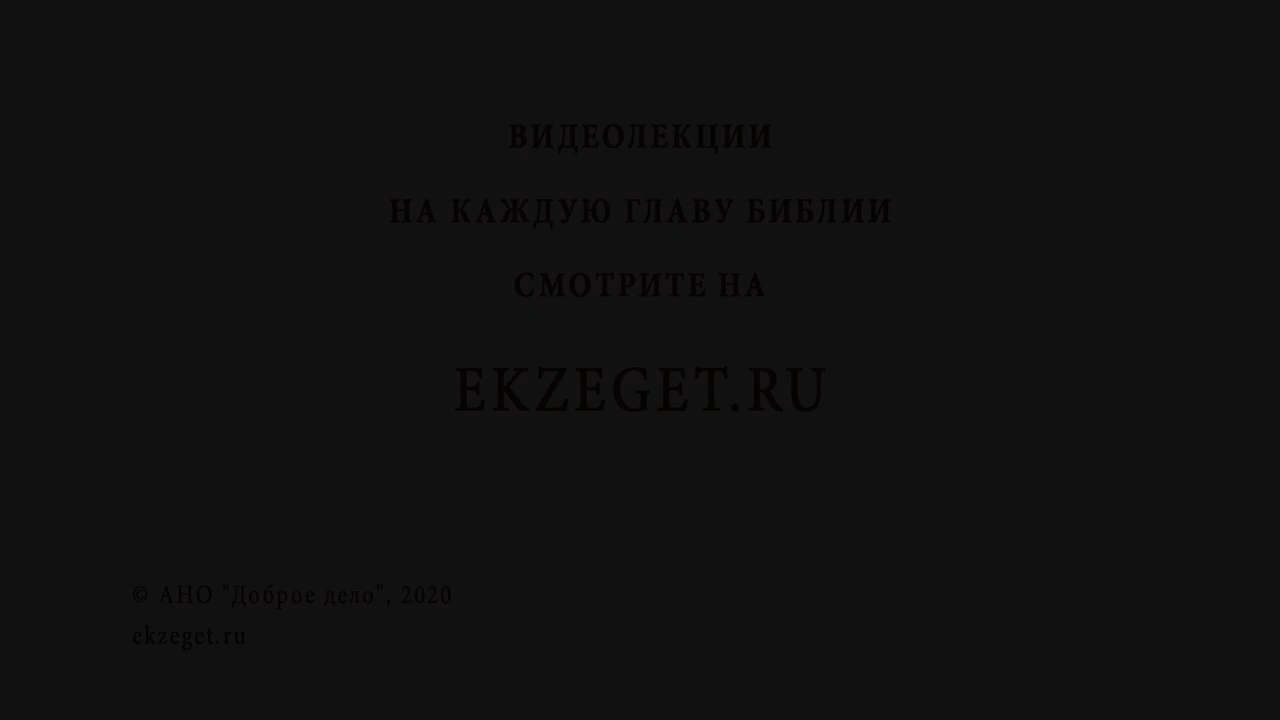 ВИДЕОЛЕКЦИИ
НА КАЖДУЮ ГЛАВУ БИБЛИИ
СМОТРИТЕ НА
EKZEGET.RU
© АНО "Доброе дело", 2020
ekzeget.ru